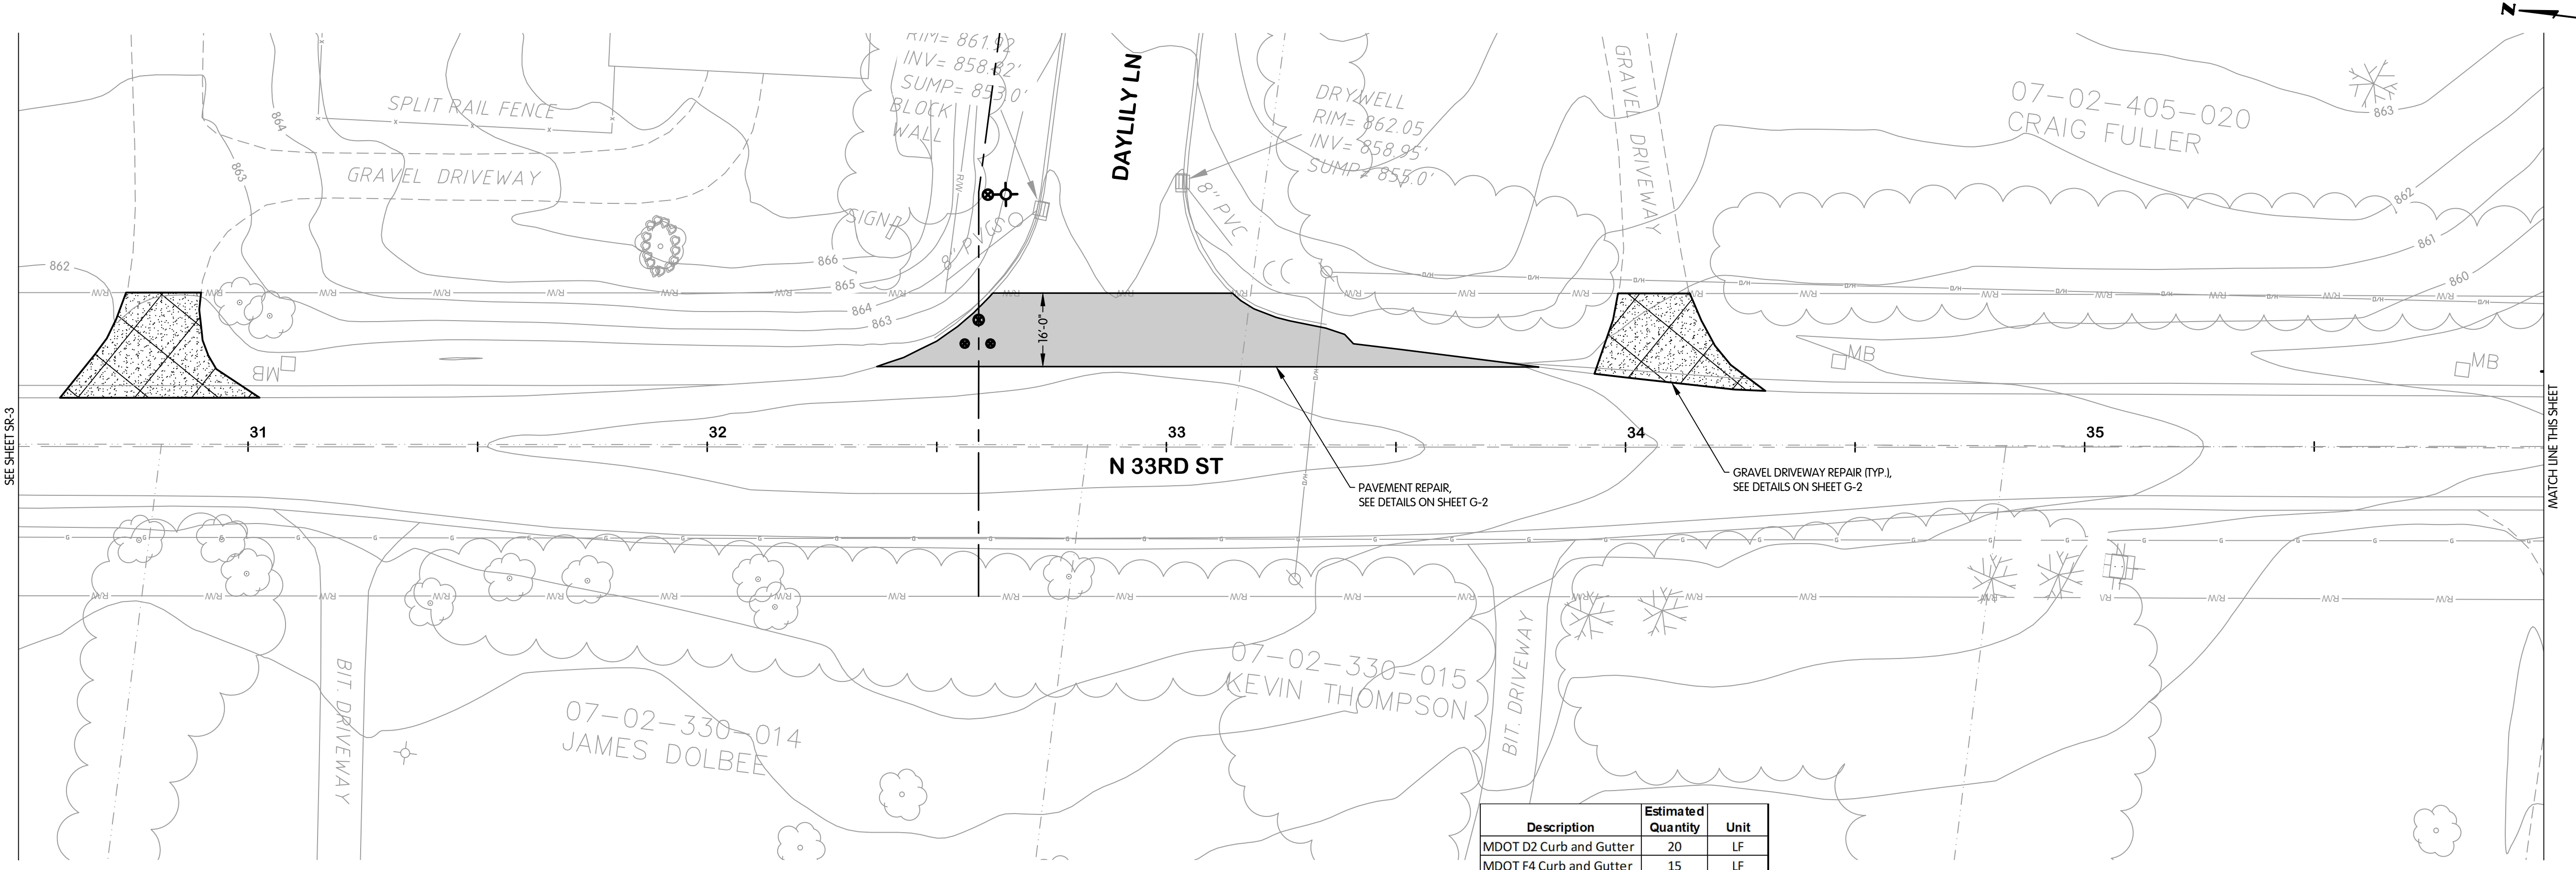 N
RIM= 861.92
INV= 858.82'
SUMP= 853.0'
BLOCK
WALL
DAYLILY LN
DRYWELL
RIM= 862.05
INV= 858.95'
SUMP= 855.0'
GRAVEL DRIVEWAY
07-02-405-020
CRAIG FULLER
863
SPLIT RAIL FENCE
864
863
GRAVEL DRIVEWAY
R/W
SIGN
8" PVC
862
861
860
862
866
865
864
863
16'-0"
MB
MB
MB
SEE SHEET SR-3
MATCH LINE THIS SHEET
31
32
33
34
35
N 33RD ST
PAVEMENT REPAIR,
SEE DETAILS ON SHEET G-2
GRAVEL DRIVEWAY REPAIR (TYP.),
SEE DETAILS ON SHEET G-2
BIT. DRIVEWAY
07-02-330-014
JAMES DOLBEE
07-02-330-015
KEVIN THOMPSON
BIT. DRIVEWAY
Description Estimated Quantity Unit
MDOT D2 Curb and Gutter 20 LF
MDOT F4 Curb and Gutter 15 LF